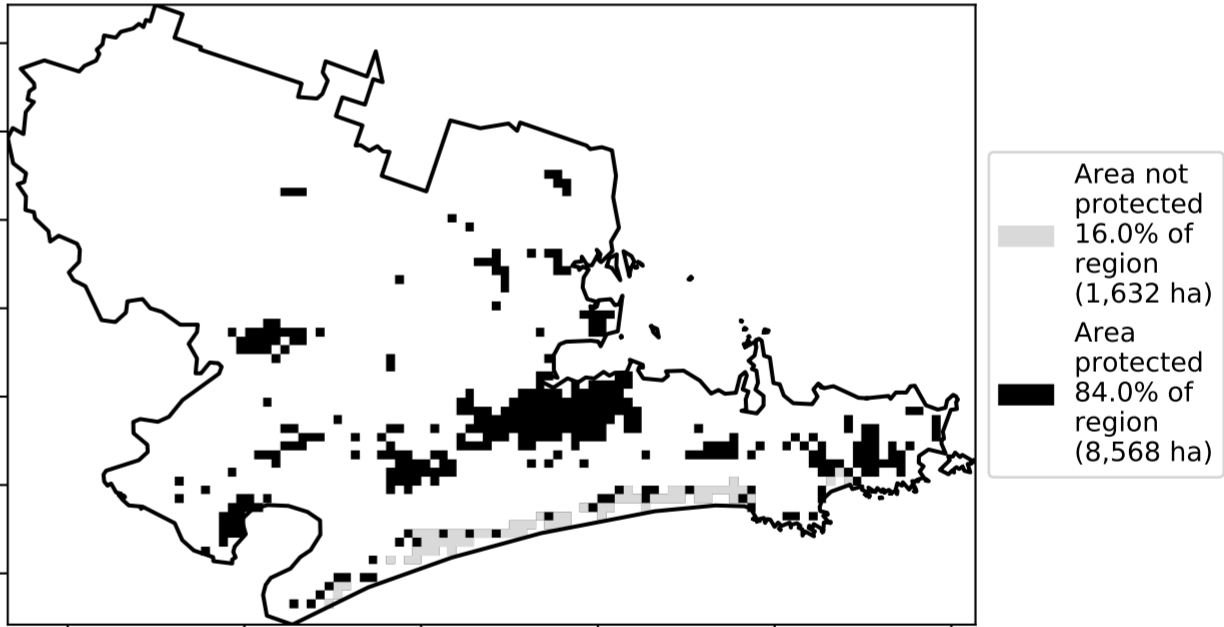 Area not
protected
16.0% of
region
(1,632 ha)
Area
protected
84.0% of
region
(8,568 ha)